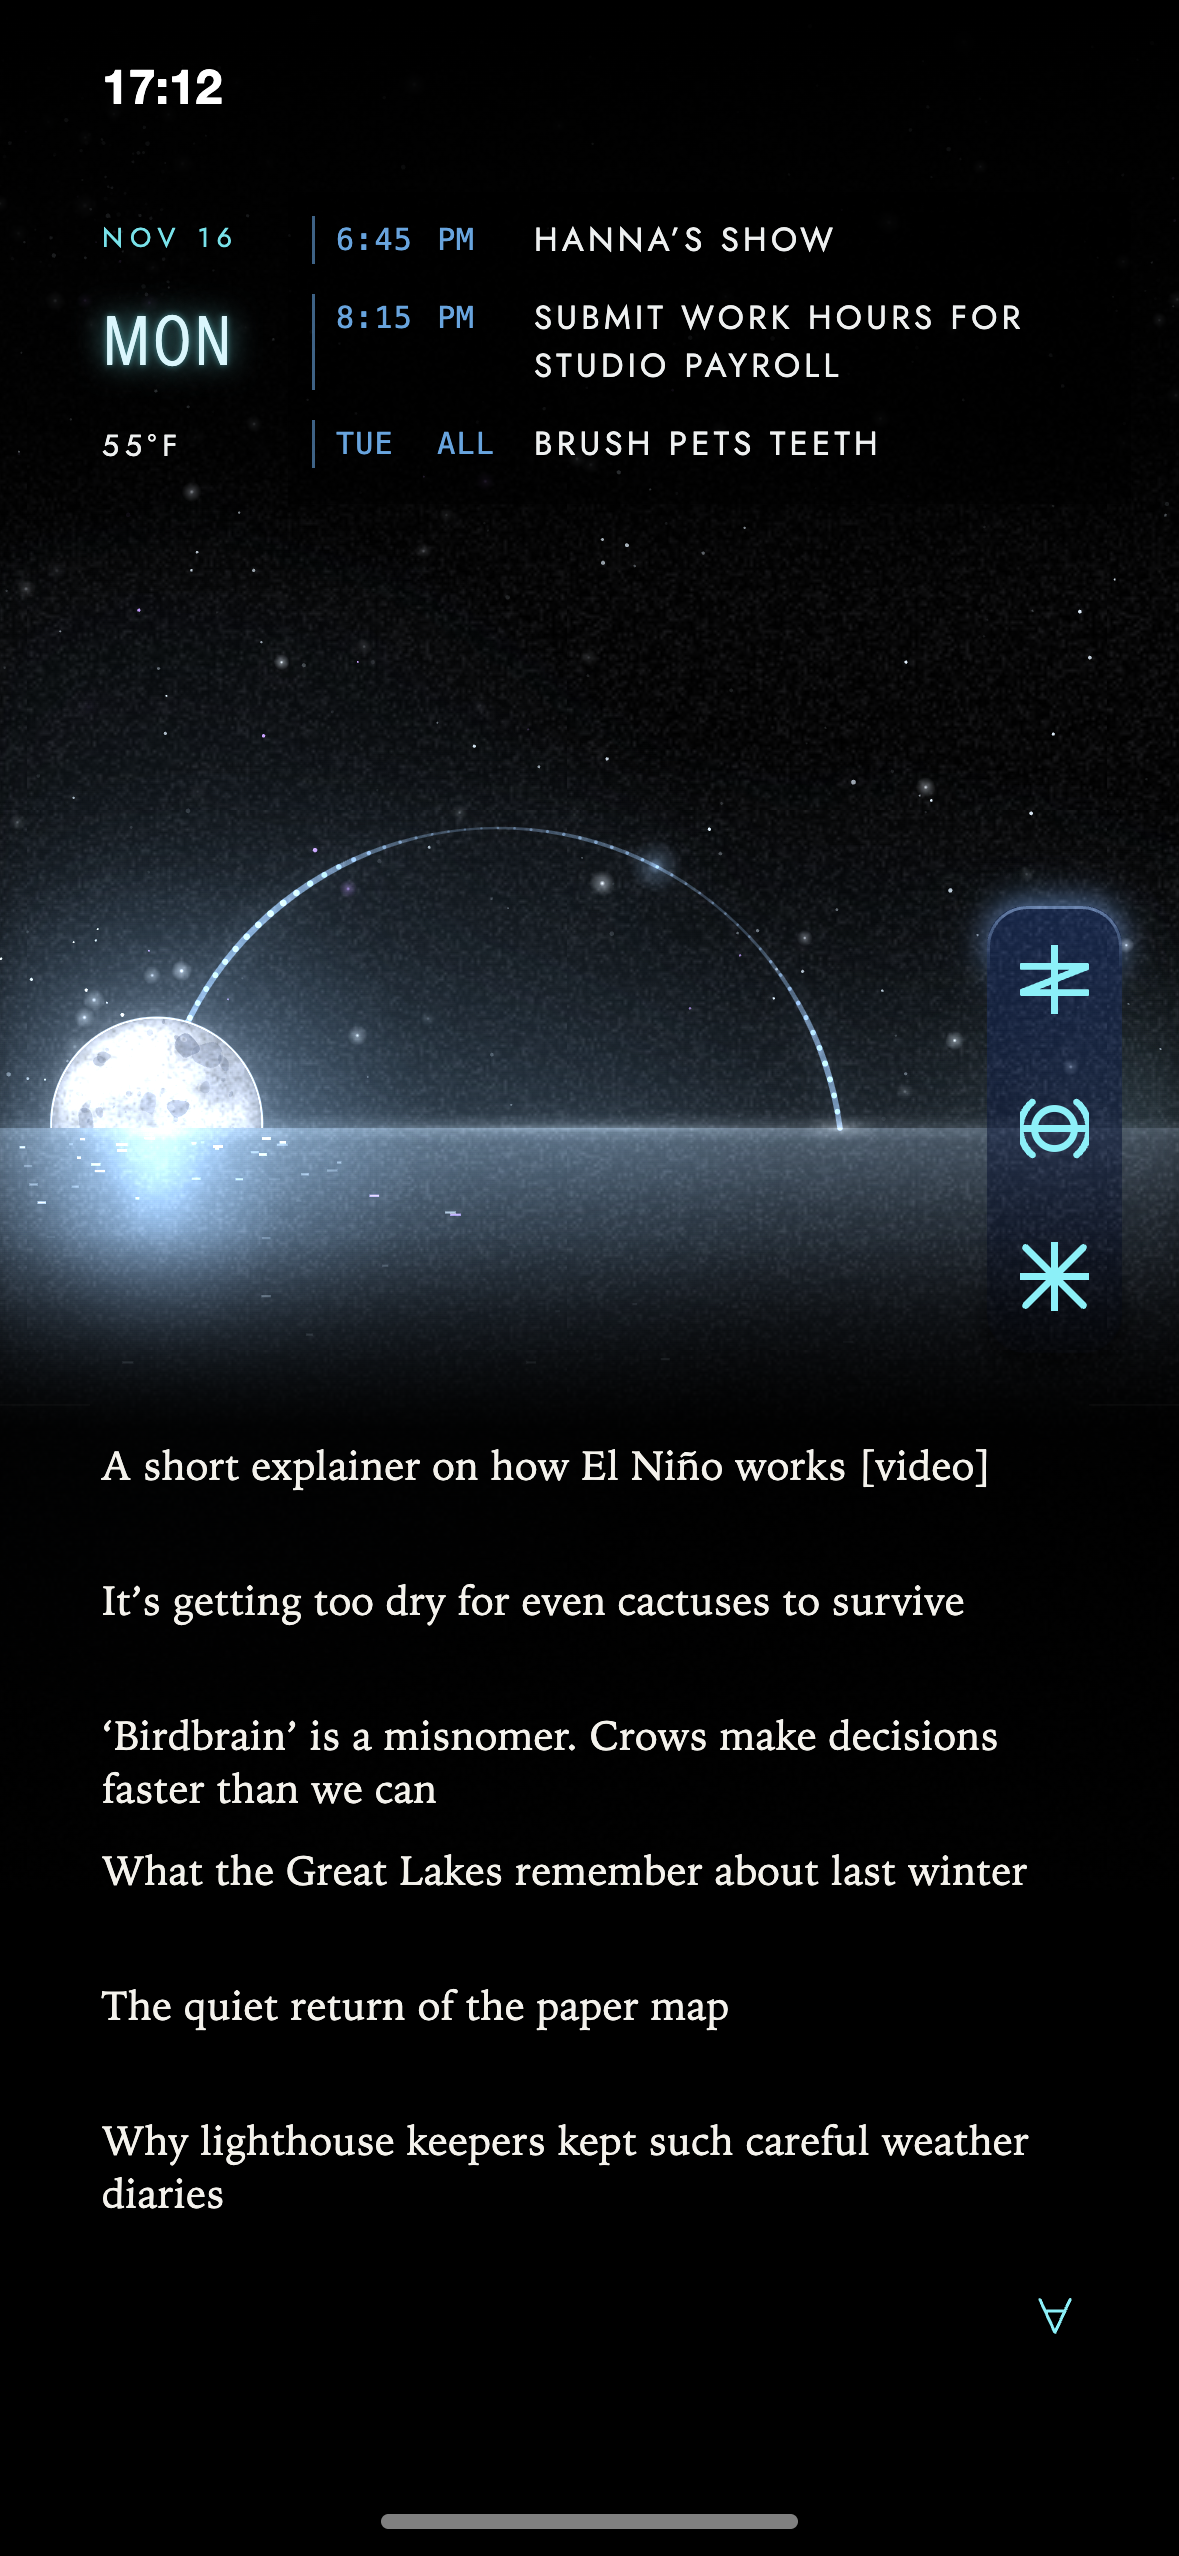 17:12
NOV 16
MON
55°F
6:45 PM HANNA’S SHOW
8:15 PM SUBMIT WORK HOURS FOR
STUDIO PAYROLL
TUE ALL BRUSH PETS TEETH
A short explainer on how El Niño works [video]
It’s getting too dry for even cactuses to survive
‘Birdbrain’ is a misnomer. Crows make decisions
faster than we can
What the Great Lakes remember about last winter
The quiet return of the paper map
Why lighthouse keepers kept such careful weather
diaries